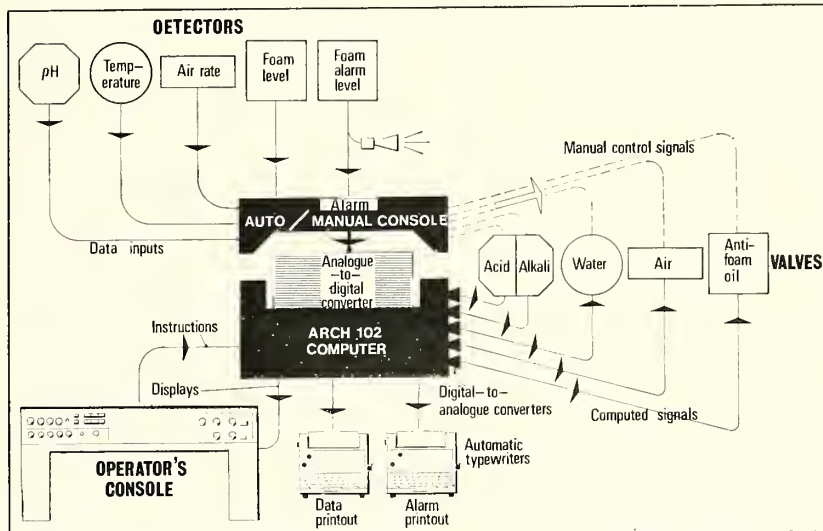 DETECTORS
pH
Temp–
erature
Air rate
Foam
level
Foam
alarm
level
Manual control signals
Alarm
AUTO / MANUAL CONSOLE
Data inputs
Analogue
–to–
digital
converter
Acid
Alkali
Water
Air
Anti-
foam
oil
VALVES
Instructions
ARCH 102
COMPUTER
Displays
Digital–to–
analogue converters
Computed signals
OPERATOR'S
CONSOLE
Automatic
typewriters
Data
printout
Alarm
printout